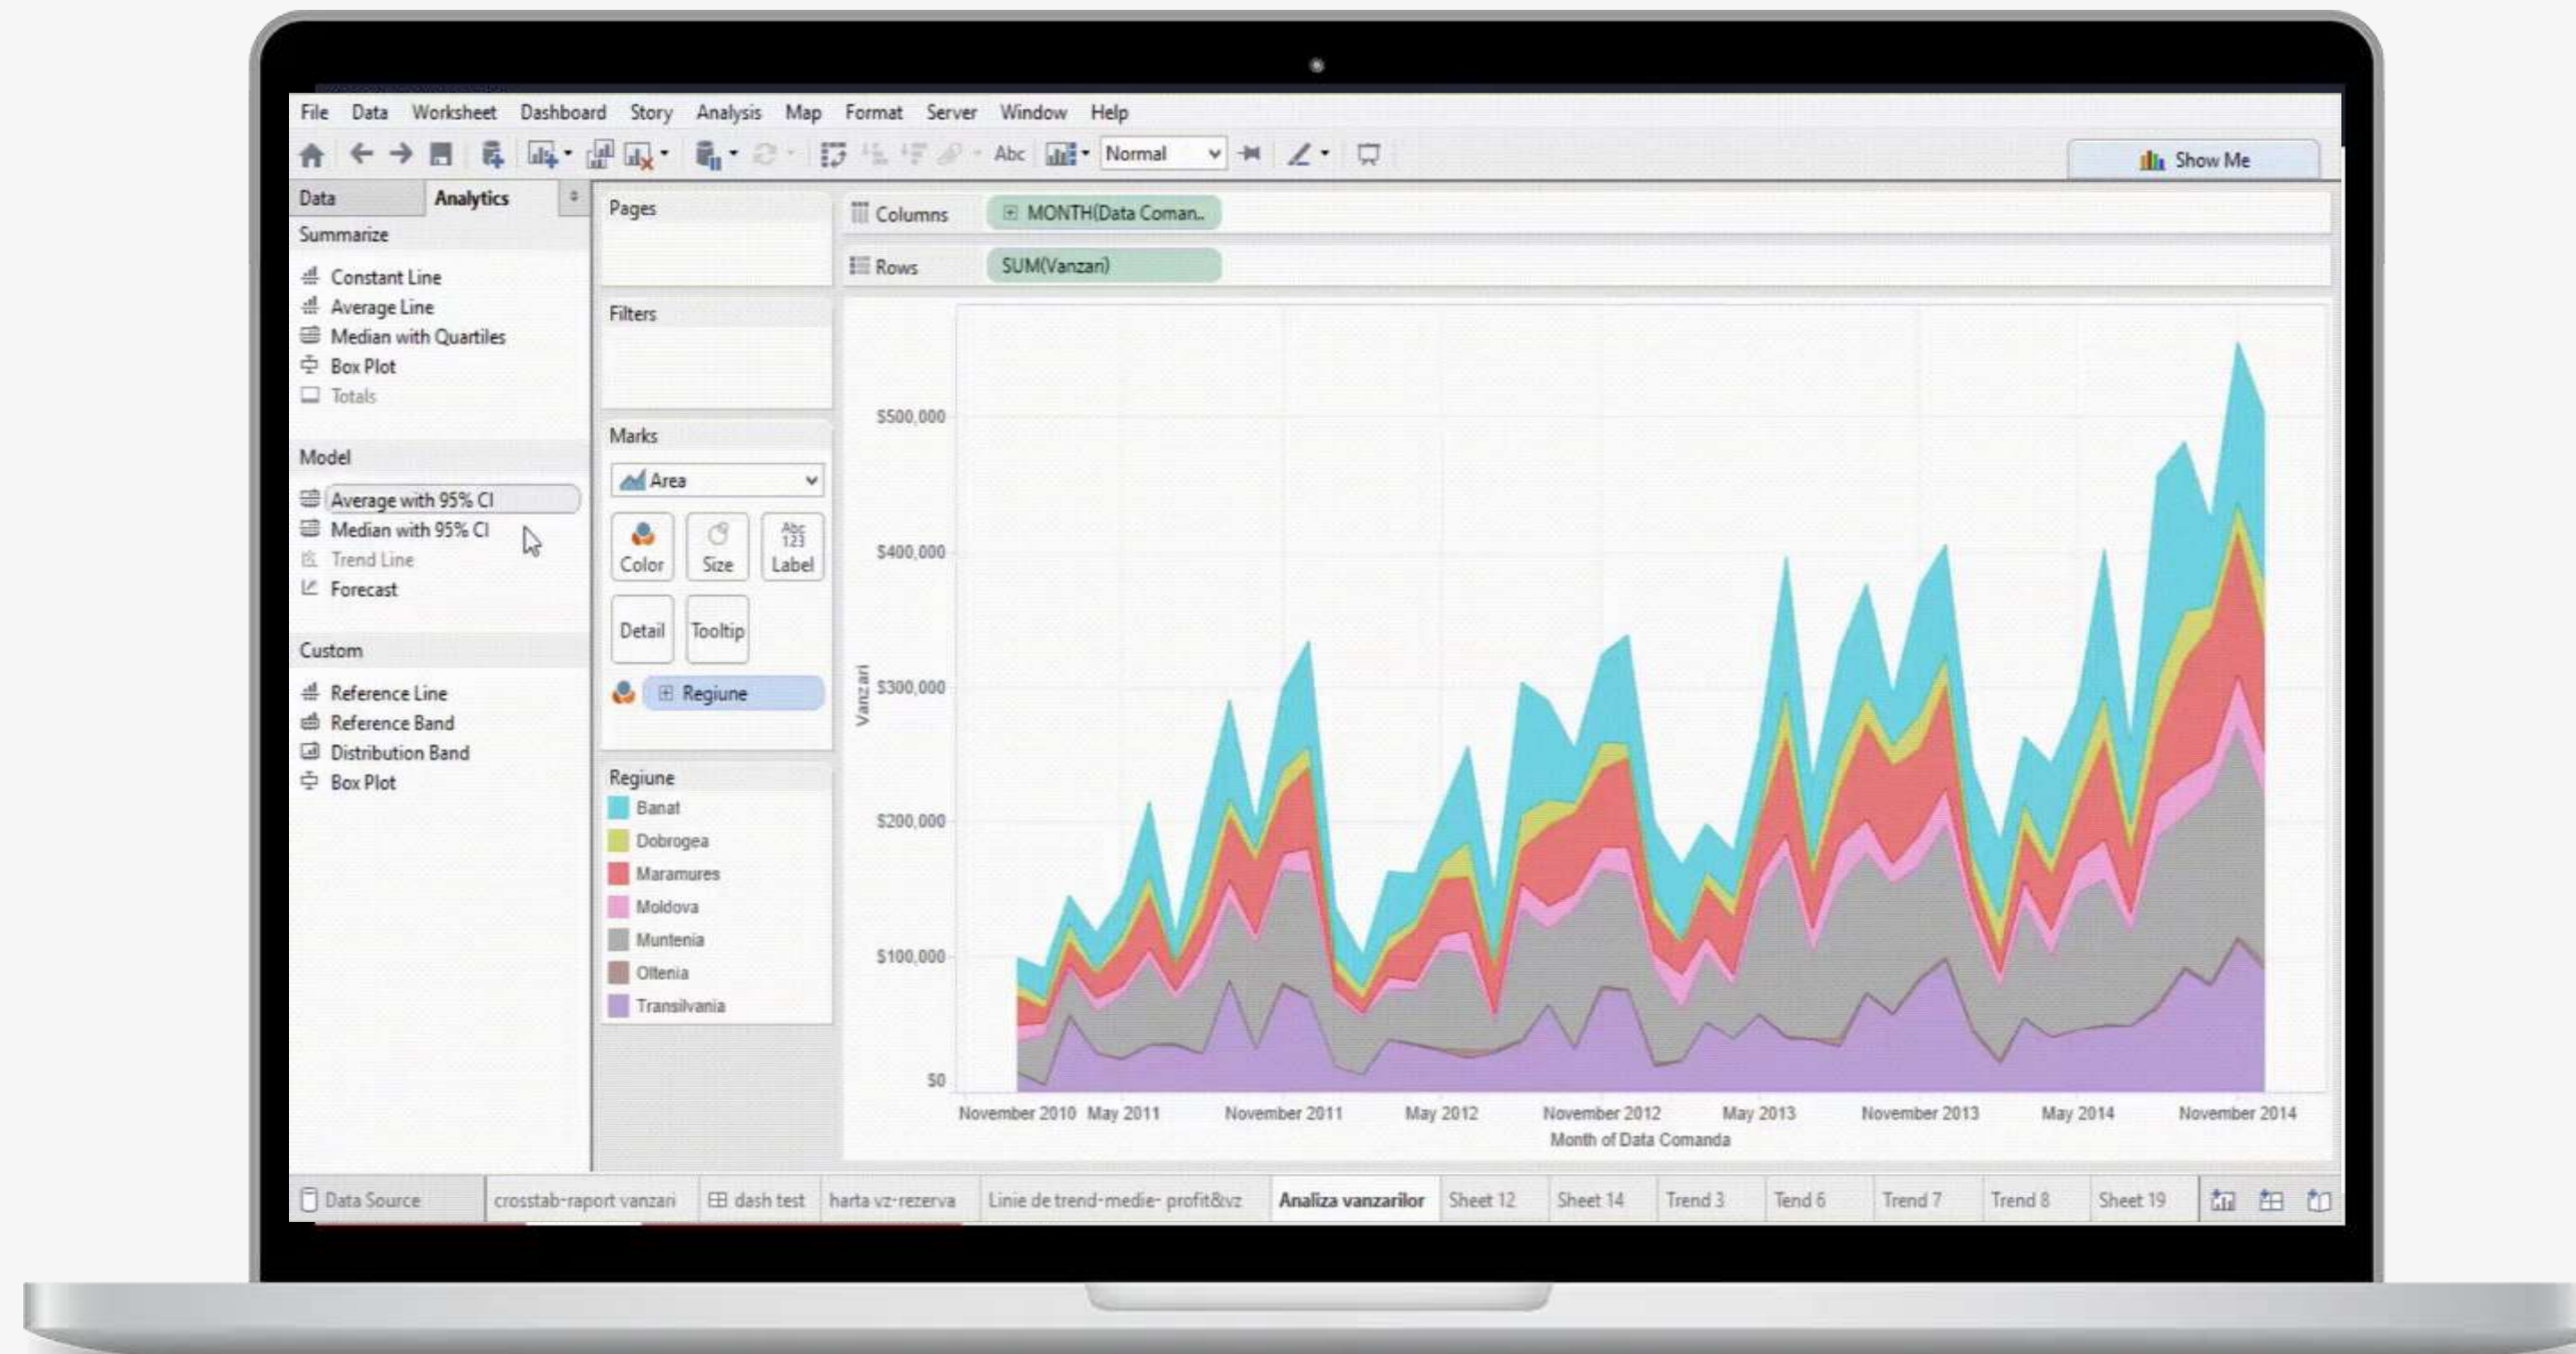 File Data Worksheet Dashboard Story Analysis Map Format Server Window Help
Abc Normal Show Me
Data Analytics
Summarize
Constant Line
Average Line
Median with Quartiles
Box Plot
Totals
Model
Average with 95% CI
Median with 95% CI
Trend Line
Forecast
Custom
Reference Line
Reference Band
Distribution Band
Box Plot
Pages
Filters
Marks
Area
Color Size Abc 123 Label
Detail Tooltip
Regiune
Regiune
Banat
Dobrogea
Maramures
Moldova
Muntenia
Oltenia
Transilvania
Columns MONTH(Data Coman..
Rows SUM(Vanzari)
Vanzari
$500,000
$400,000
$300,000
$200,000
$100,000
$0
November 2010 May 2011 November 2011 May 2012 November 2012 May 2013 November 2013 May 2014 November 2014
Month of Data Comanda
Data Source crosstab-raport vanzari dash test harta vz-rezerva Linie de trend-medie- profit&vz Analiza vanzarilor Sheet 12 Sheet 14 Trend 3 Tend 6 Trend 7 Trend 8 Sheet 19